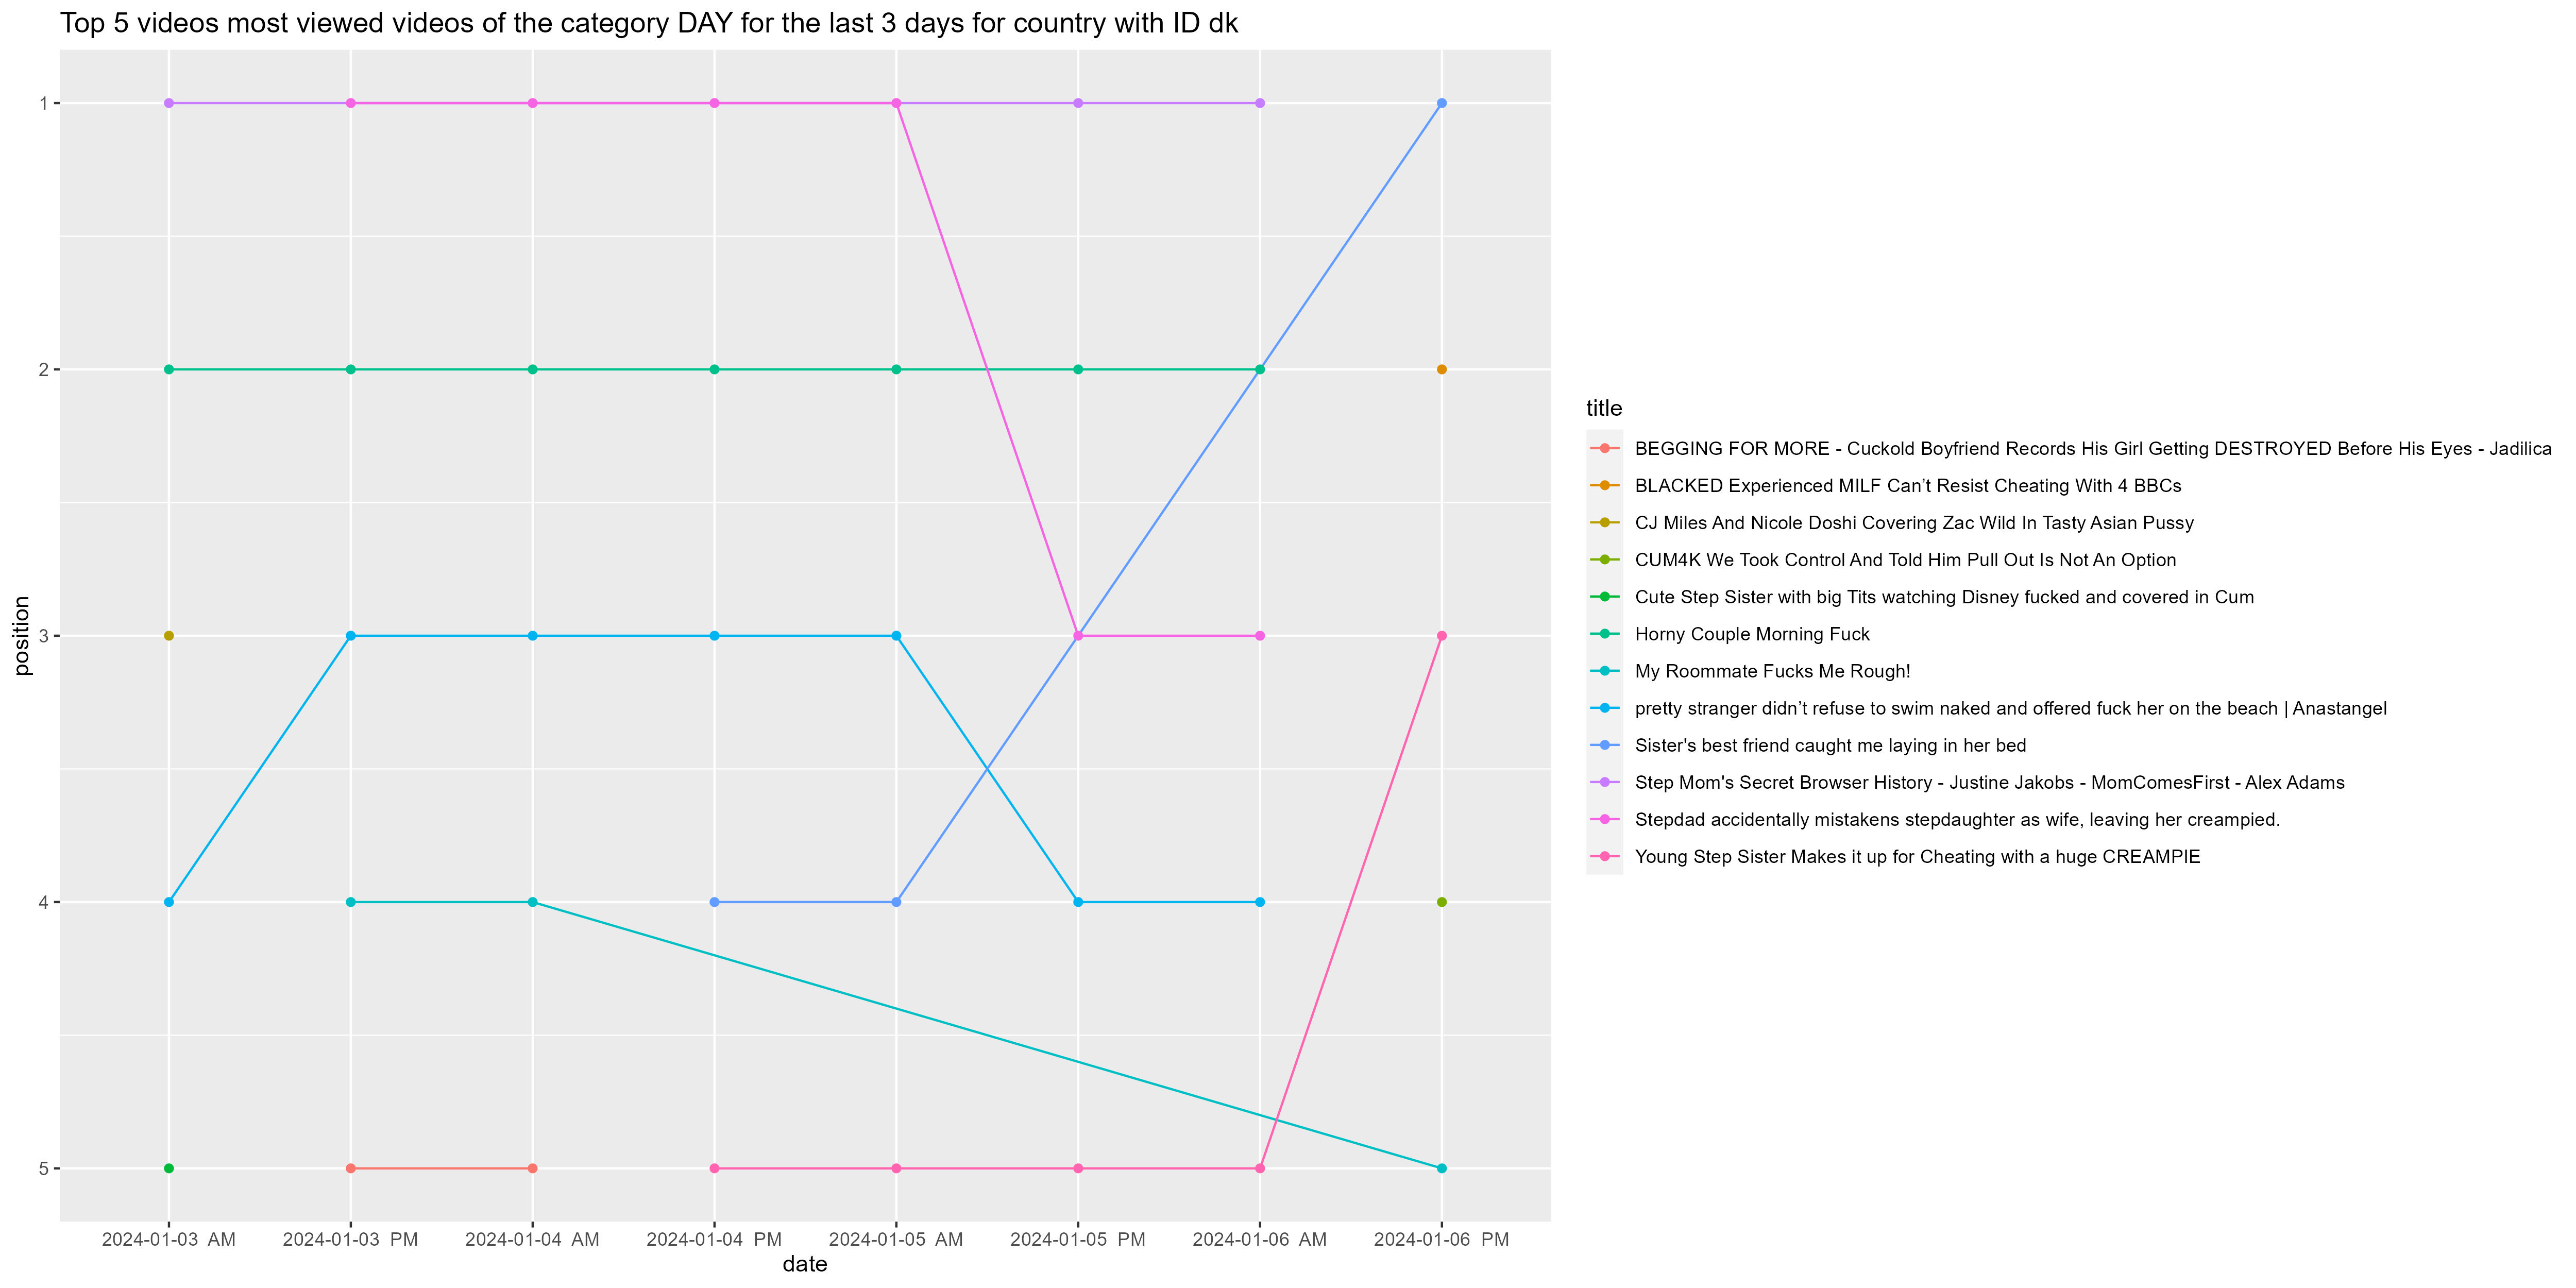 Top 5 videos most viewed videos of the category DAY for the last 3 days for country with ID dk
position
1
2
3
4
5
2024-01-03 AM
2024-01-03 PM
2024-01-04 AM
2024-01-04 PM
2024-01-05 AM
2024-01-05 PM
2024-01-06 AM
2024-01-06 PM
date
title
BEGGING FOR MORE - Cuckold Boyfriend Records His Girl Getting DESTROYED Before His Eyes - Jadilica
BLACKED Experienced MILF Can’t Resist Cheating With 4 BBCs
CJ Miles And Nicole Doshi Covering Zac Wild In Tasty Asian Pussy
CUM4K We Took Control And Told Him Pull Out Is Not An Option
Cute Step Sister with big Tits watching Disney fucked and covered in Cum
Horny Couple Morning Fuck
My Roommate Fucks Me Rough!
pretty stranger didn’t refuse to swim naked and offered fuck her on the beach | Anastangel
Sister's best friend caught me laying in her bed
Step Mom's Secret Browser History - Justine Jakobs - MomComesFirst - Alex Adams
Stepdad accidentally mistakens stepdaughter as wife, leaving her creampied.
Young Step Sister Makes it up for Cheating with a huge CREAMPIE